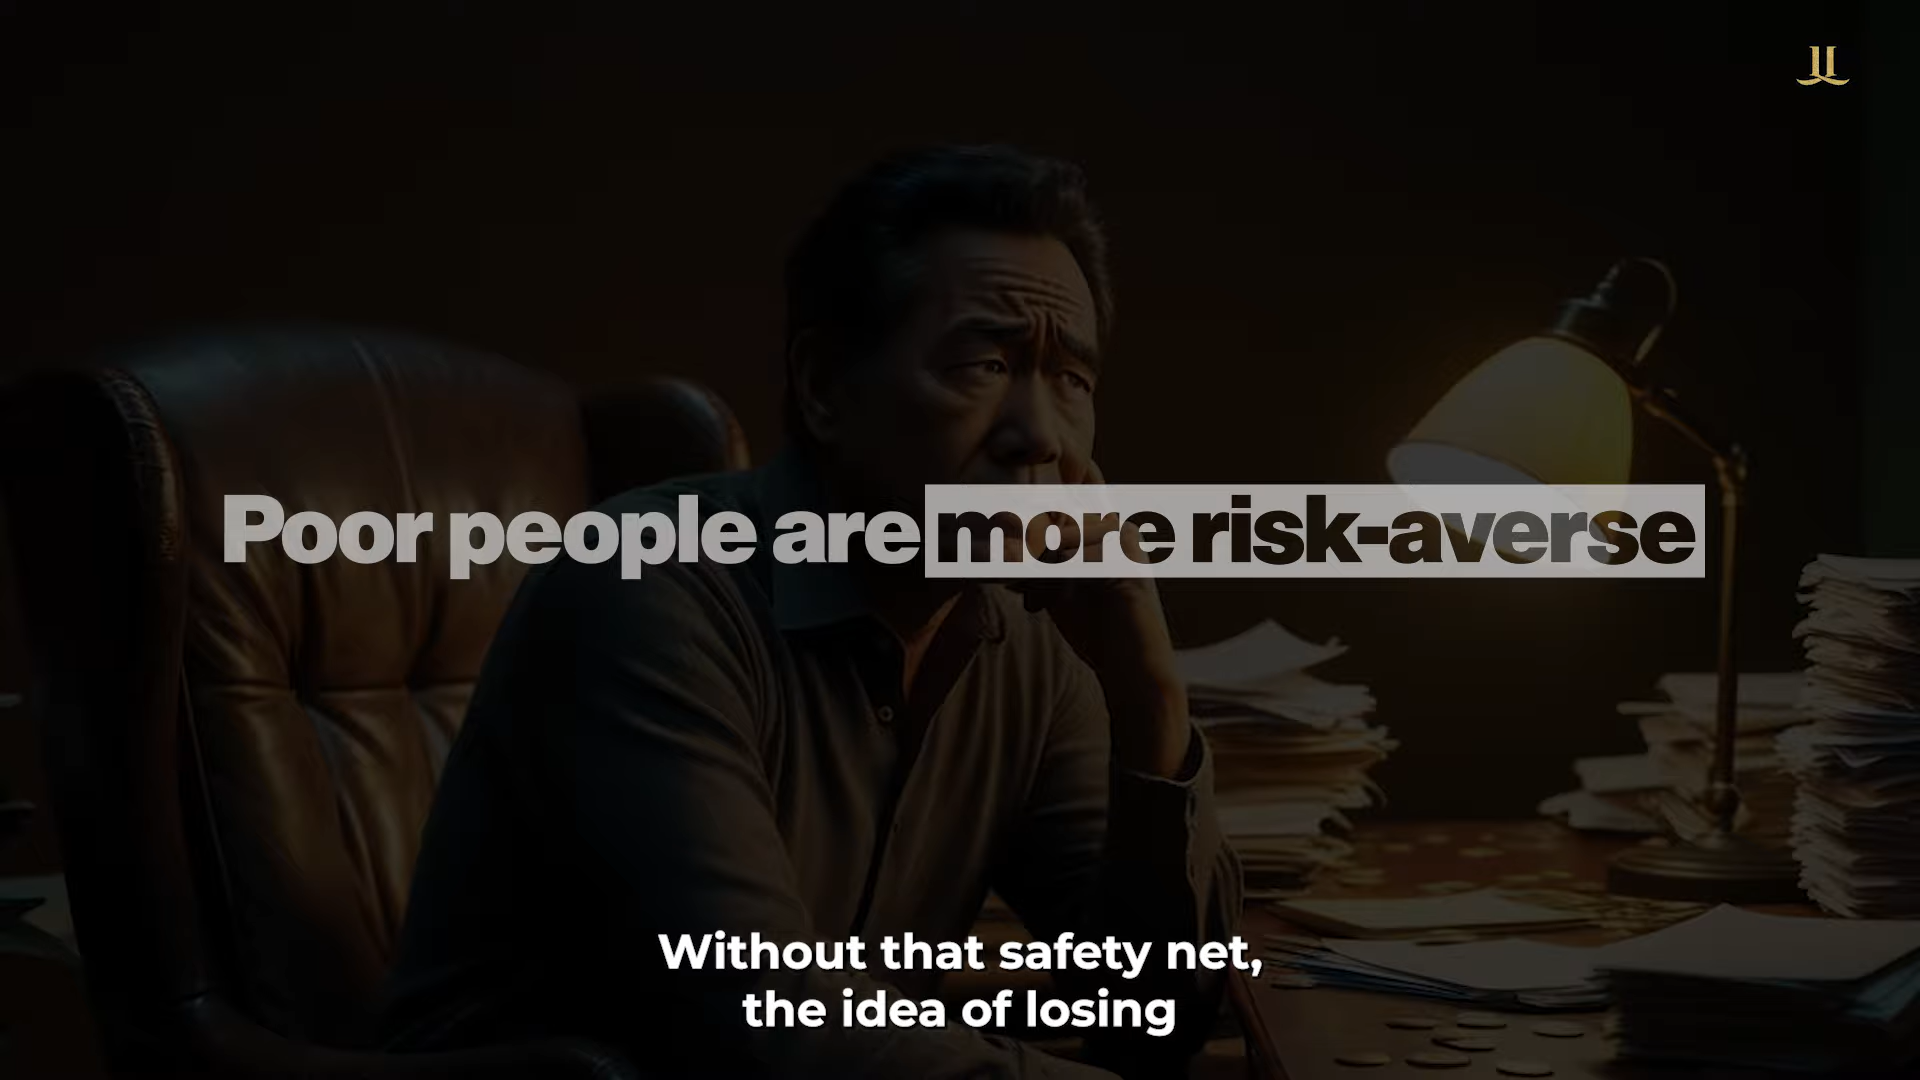 Poor people are more risk-averse
Without that safety net,
the idea of losing